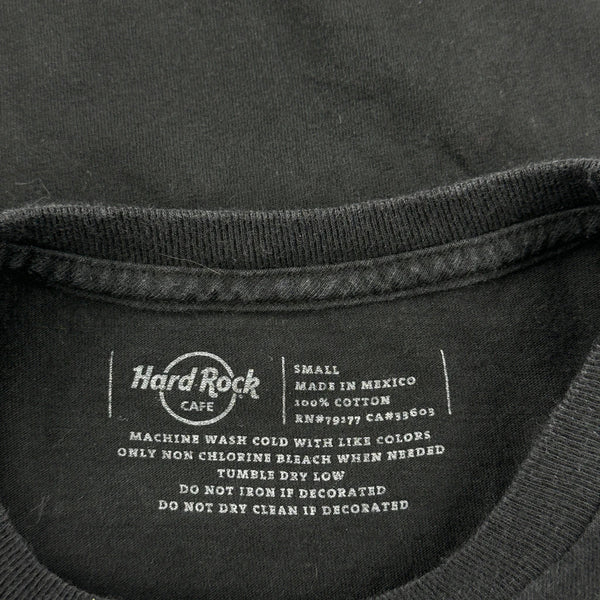 Hard Rock
CAFE
SMALL
MADE IN MEXICO
100% COTTON
RN#79177 CA#33603
MACHINE WASH COLD WITH LIKE COLORS
ONLY NON CHLORINE BLEACH WHEN NEEDED
TUMBLE DRY LOW
DO NOT IRON IF DECORATED
DO NOT DRY CLEAN IF DECORATED